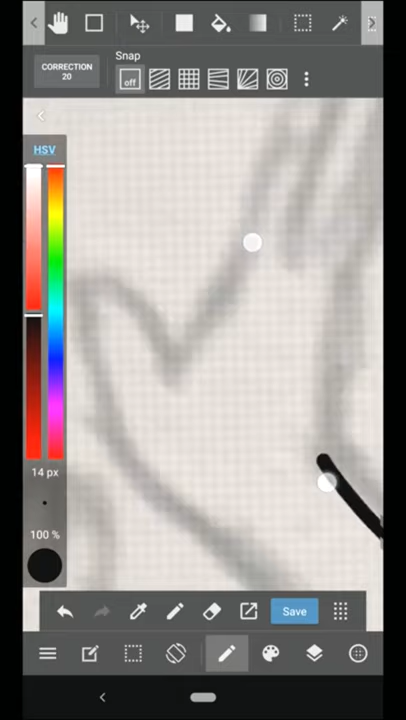 Snap
CORRECTION
20
off
HSV
14 px
100 %
Save